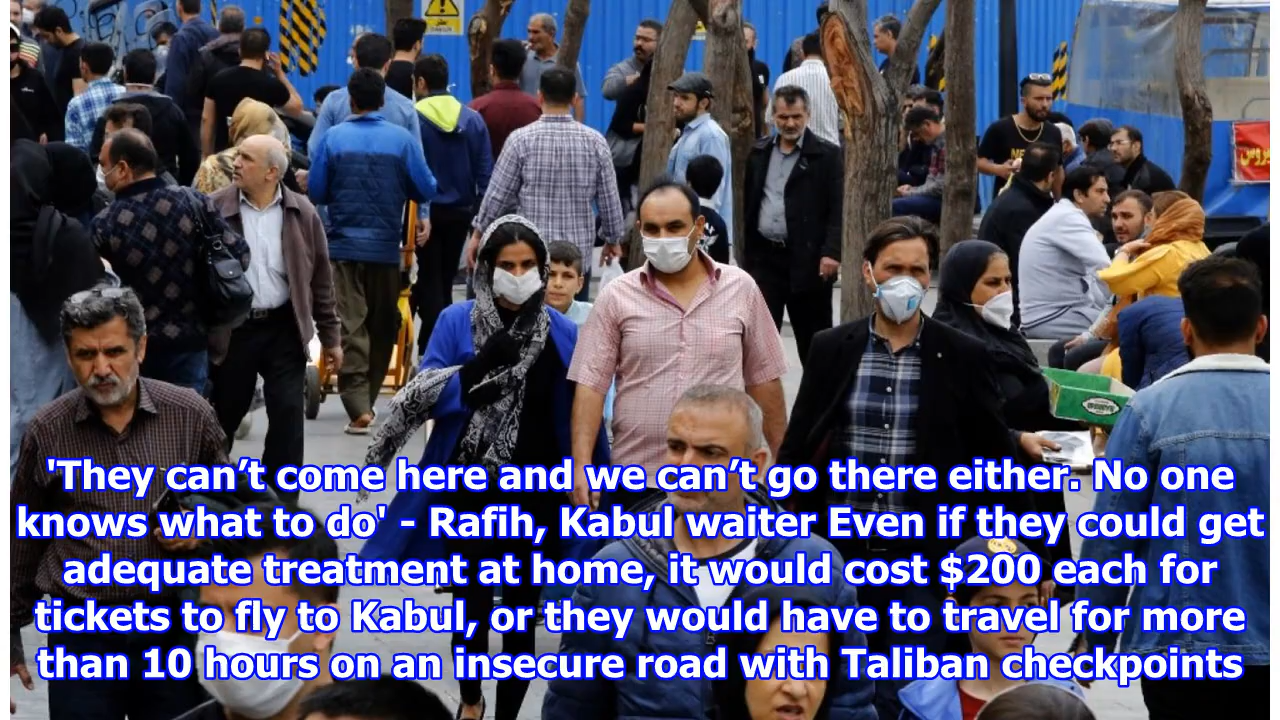 'They can’t come here and we can’t go there either. No one
knows what to do' - Rafih, Kabul waiter Even if they could get
adequate treatment at home, it would cost $200 each for
tickets to fly to Kabul, or they would have to travel for more
than 10 hours on an insecure road with Taliban checkpoints